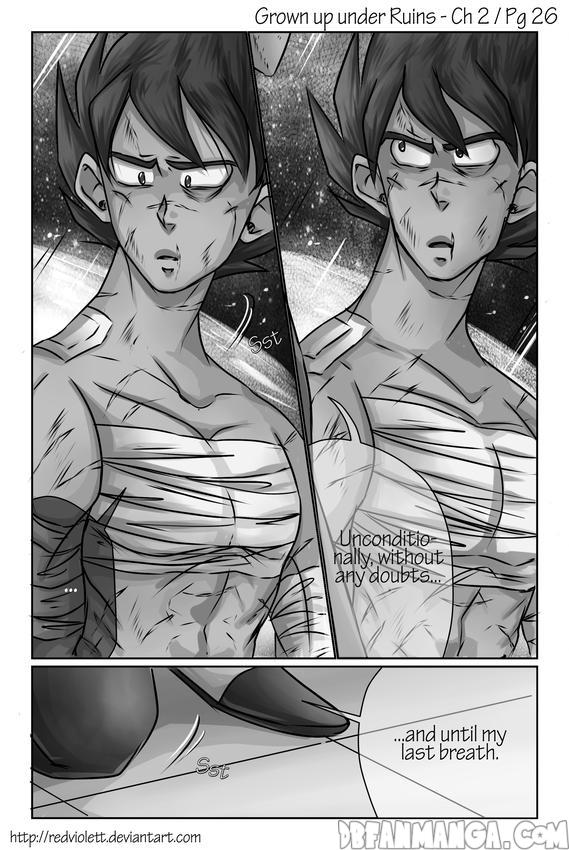 Grown up under Ruins - Ch 2 / Pg 26
Sst
...
Unconditio-
nally, without
any doubts...
Sst
...and until my
last breath.
http://redviolett.deviantart.com
DBFANMANGA.COM